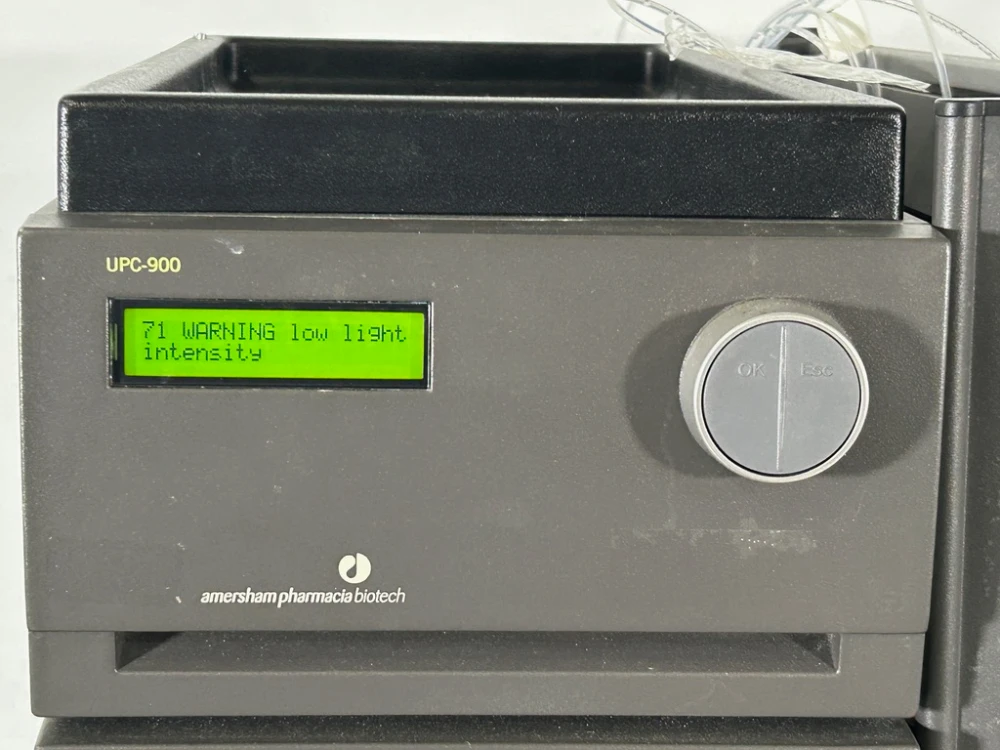 UPC-900
71 WARNING low light
intensity
OK ESC
amersham pharmacia biotech